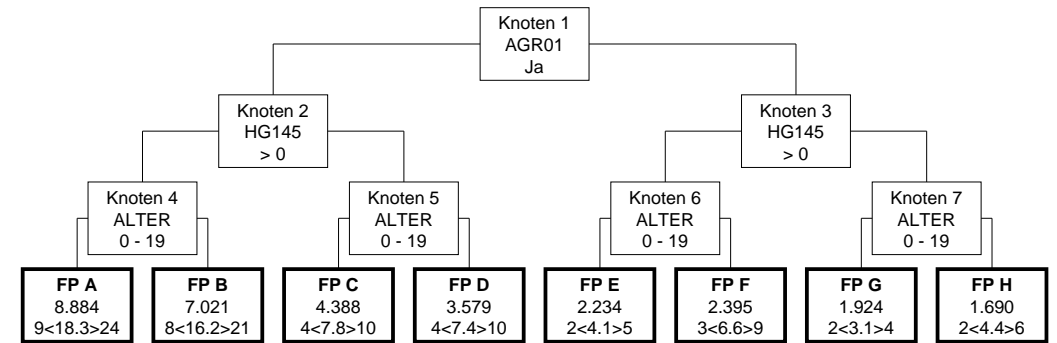 Knoten 1
AGR01
Ja
Knoten 2
HG145
> 0
Knoten 3
HG145
> 0
Knoten 4
ALTER
0 - 19
Knoten 5
ALTER
0 - 19
Knoten 6
ALTER
0 - 19
Knoten 7
ALTER
0 - 19
FP A
8.884
9<18.3>24
FP B
7.021
8<16.2>21
FP C
4.388
4<7.8>10
FP D
3.579
4<7.4>10
FP E
2.234
2<4.1>5
FP F
2.395
3<6.6>9
FP G
1.924
2<3.1>4
FP H
1.690
2<4.4>6